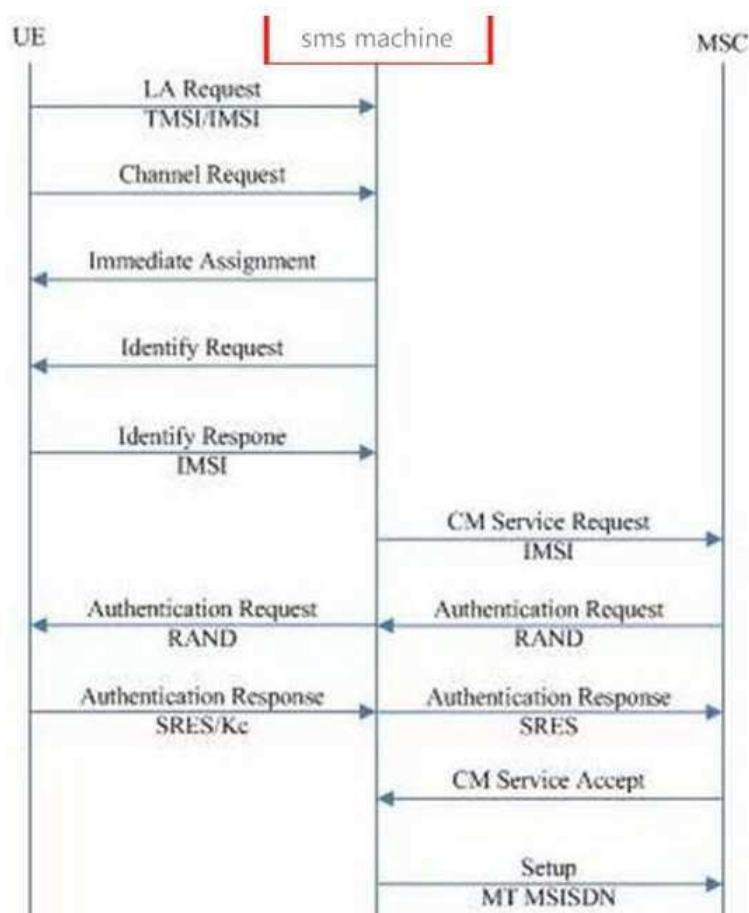 UE
sms machine
MSC
LA Request
TMSI/IMSI
Channel Request
Immediate Assignment
Identify Request
Identify Respone
IMSI
CM Service Request
IMSI
Authentication Request
RAND
Authentication Request
RAND
Authentication Response
SRES/Kc
Authentication Response
SRES
CM Service Accept
Setup
MT MSISDN